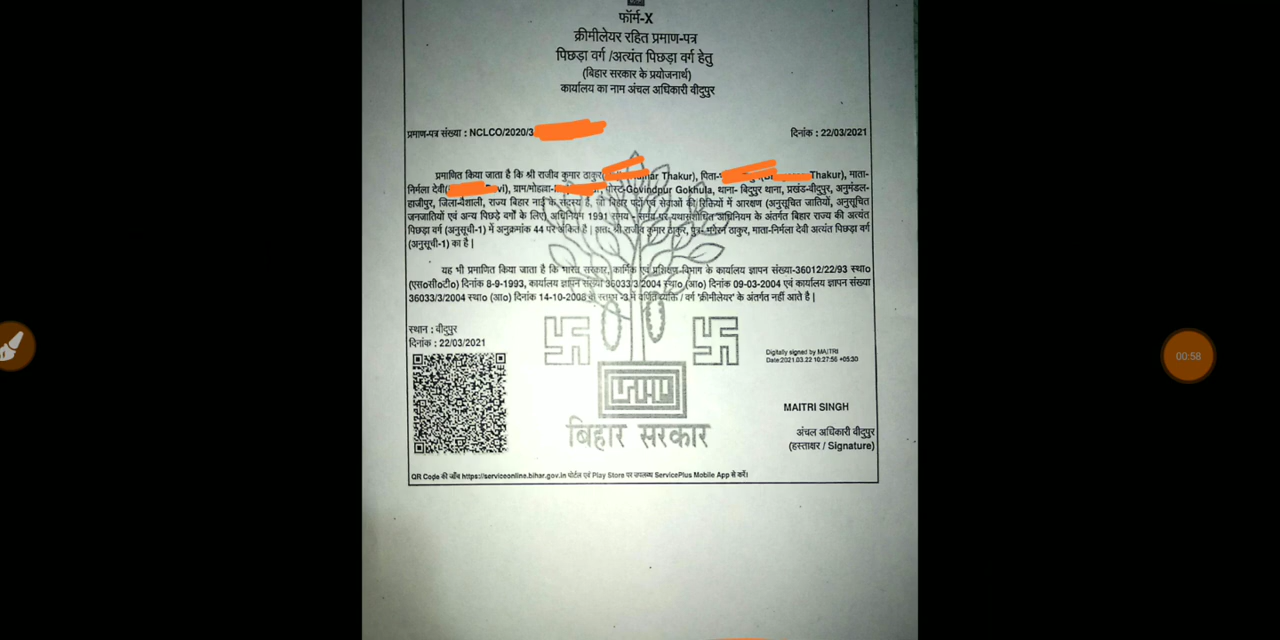 फॉर्म-X
क्रीमीलेयर रहित प्रमाण-पत्र
पिछड़ा वर्ग /अत्यंत पिछड़ा वर्ग हेतु
(बिहार सरकार के प्रयोजनार्थ)
कार्यालय का नाम अंचल अधिकारी वीदुपुर
प्रमाण-पत्र संख्या : NCLCO/2020/3
दिनांक : 22/03/2021
प्रमाणित किया जाता है कि श्री राजीव कुमार ठाकुर( Thakur), पिता- Thakur), माता-
निर्मला देवी( vi), ग्राम/मोहल्ला- पोस्ट-Govindpur Gokhula, थाना- बिदुपुर थाना, प्रखंड-वीदुपुर, अनुमंडल-
हाजीपुर, जिला-वैशाली, राज्य बिहार नाई के सदस्य है, जो बिहार पदों एवं सेवाओं की रिक्तियों में आरक्षण (अनुसूचित जातियों, अनुसूचित
जनजातियों एवं अन्य पिछड़े वर्गों के लिए) अधिनियम 1991 समय - समय पर यथासंशोधित अधिनियम के अंतर्गत बिहार राज्य की अत्यंत
पिछड़ा वर्ग (अनुसूची-1) में अनुक्रमांक 44 पर अंकित है | अतः श्री राजीव कुमार ठाकुर, पुत्र- ठाकुर, माता-निर्मला देवी अत्यंत पिछड़ा वर्ग
(अनुसूची-1) का है |
यह भी प्रमाणित किया जाता है कि भारत सरकार, कार्मिक एवं प्रशिक्षण-विभाग के कार्यालय ज्ञापन संख्या-36012/22/93 स्था०
(एस०सी०टी०) दिनांक 8-9-1993, कार्यालय ज्ञापन संख्या 36033/3/2004 स्था० (आ०) दिनांक 09-03-2004 एवं कार्यालय ज्ञापन संख्या
36033/3/2004 स्था० (आ०) दिनांक 14-10-2008 के स्तम्भ -3 में वर्णित व्यक्ति / वर्ग 'क्रीमीलेयर' के अंतर्गत नहीं आते है |
स्थान : वीदुपुर
दिनांक : 22/03/2021
Digitally signed by MAITRI
Date:2021.03.22 10:27:56 +05:30
MAITRI SINGH
अंचल अधिकारी वीदुपुर
(हस्ताक्षर / Signature)
बिहार सरकार
QR Code की जाँच https://serviceonline.bihar.gov.in पोर्टल एवं Play Store पर उपलब्ध ServicePlus Mobile App से करें।
00:58